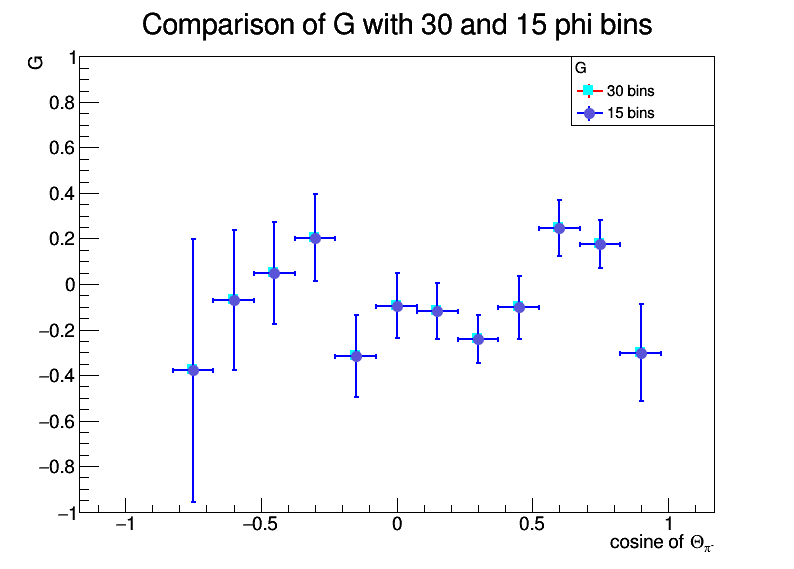 Comparison of G with 30 and 15 phi bins
G
1
0.8
0.6
0.4
0.2
0
−0.2
−0.4
−0.6
−0.8
−1
G
30 bins
15 bins
−1 −0.5 0 0.5 1
cosine of Θπ-